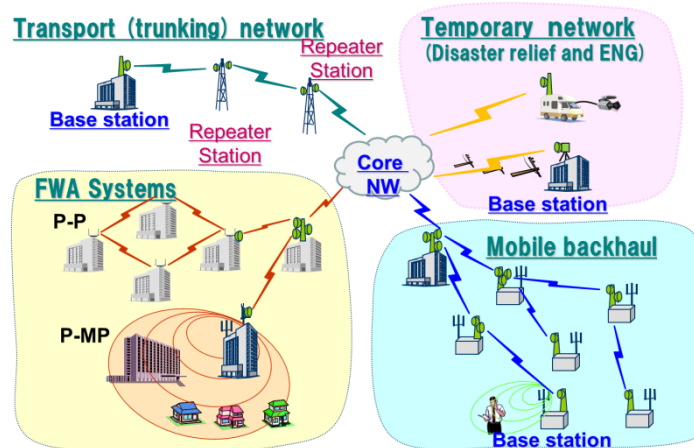 Transport (trunking) network
Repeater
Station
Base station
Repeater
Station
Temporary network
(Disaster relief and ENG)
Core
NW
Base station
FWA Systems
P-P
P-MP
Mobile backhaul
Base station